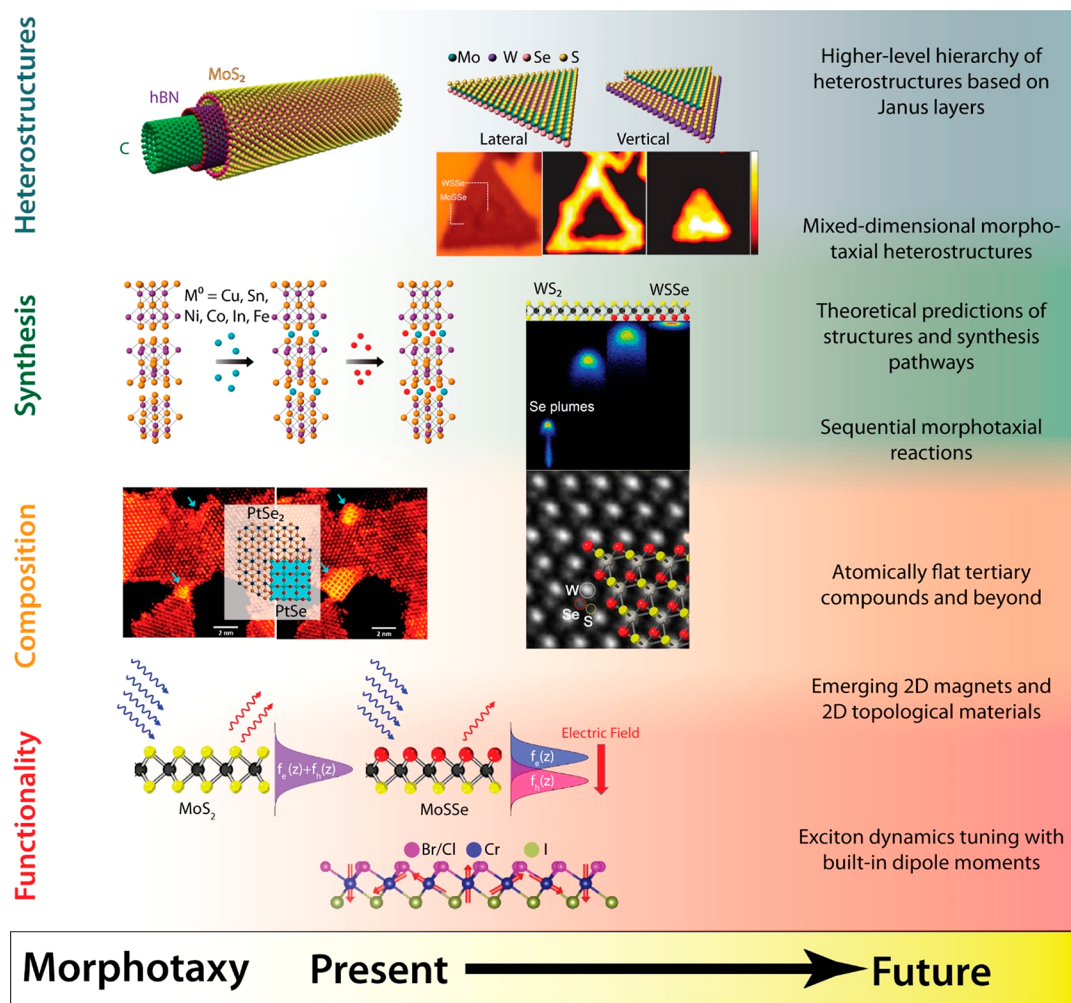 Heterostructures
MoS₂
hBN
C
Mo W Se S
Lateral Vertical
WSSe
MoSSe
Higher-level hierarchy of
heterostructures based on
Janus layers
Mixed-dimensional morpho-
taxial heterostructures
Synthesis
M⁰ = Cu, Sn,
Ni, Co, In, Fe
WS₂ WSSe
Se plumes
Theoretical predictions of
structures and synthesis
pathways
Sequential morphotaxial
reactions
Composition
PtSe₂
PtSe
2 nm 2 nm
W
Se S
Atomically flat tertiary
compounds and beyond
Functionality
fₑ(z)+fₕ(z)
MoS₂
Electric Field
fₑ(z)
fₕ(z)
MoSSe
Br/Cl Cr I
Emerging 2D magnets and
2D topological materials
Exciton dynamics tuning with
built-in dipole moments
Morphotaxy Present Future